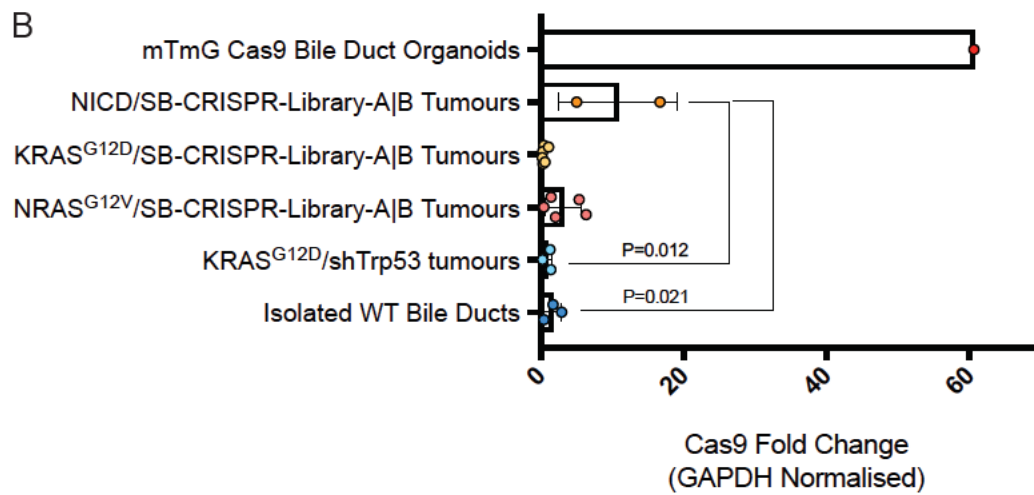 B
mTmG Cas9 Bile Duct Organoids
NICD/SB-CRISPR-Library-A|B Tumours
KRASG12D/SB-CRISPR-Library-A|B Tumours
NRASG12V/SB-CRISPR-Library-A|B Tumours
KRASG12D/shTrp53 tumours
P=0.012
Isolated WT Bile Ducts
P=0.021
0 20 40 60
Cas9 Fold Change
(GAPDH Normalised)